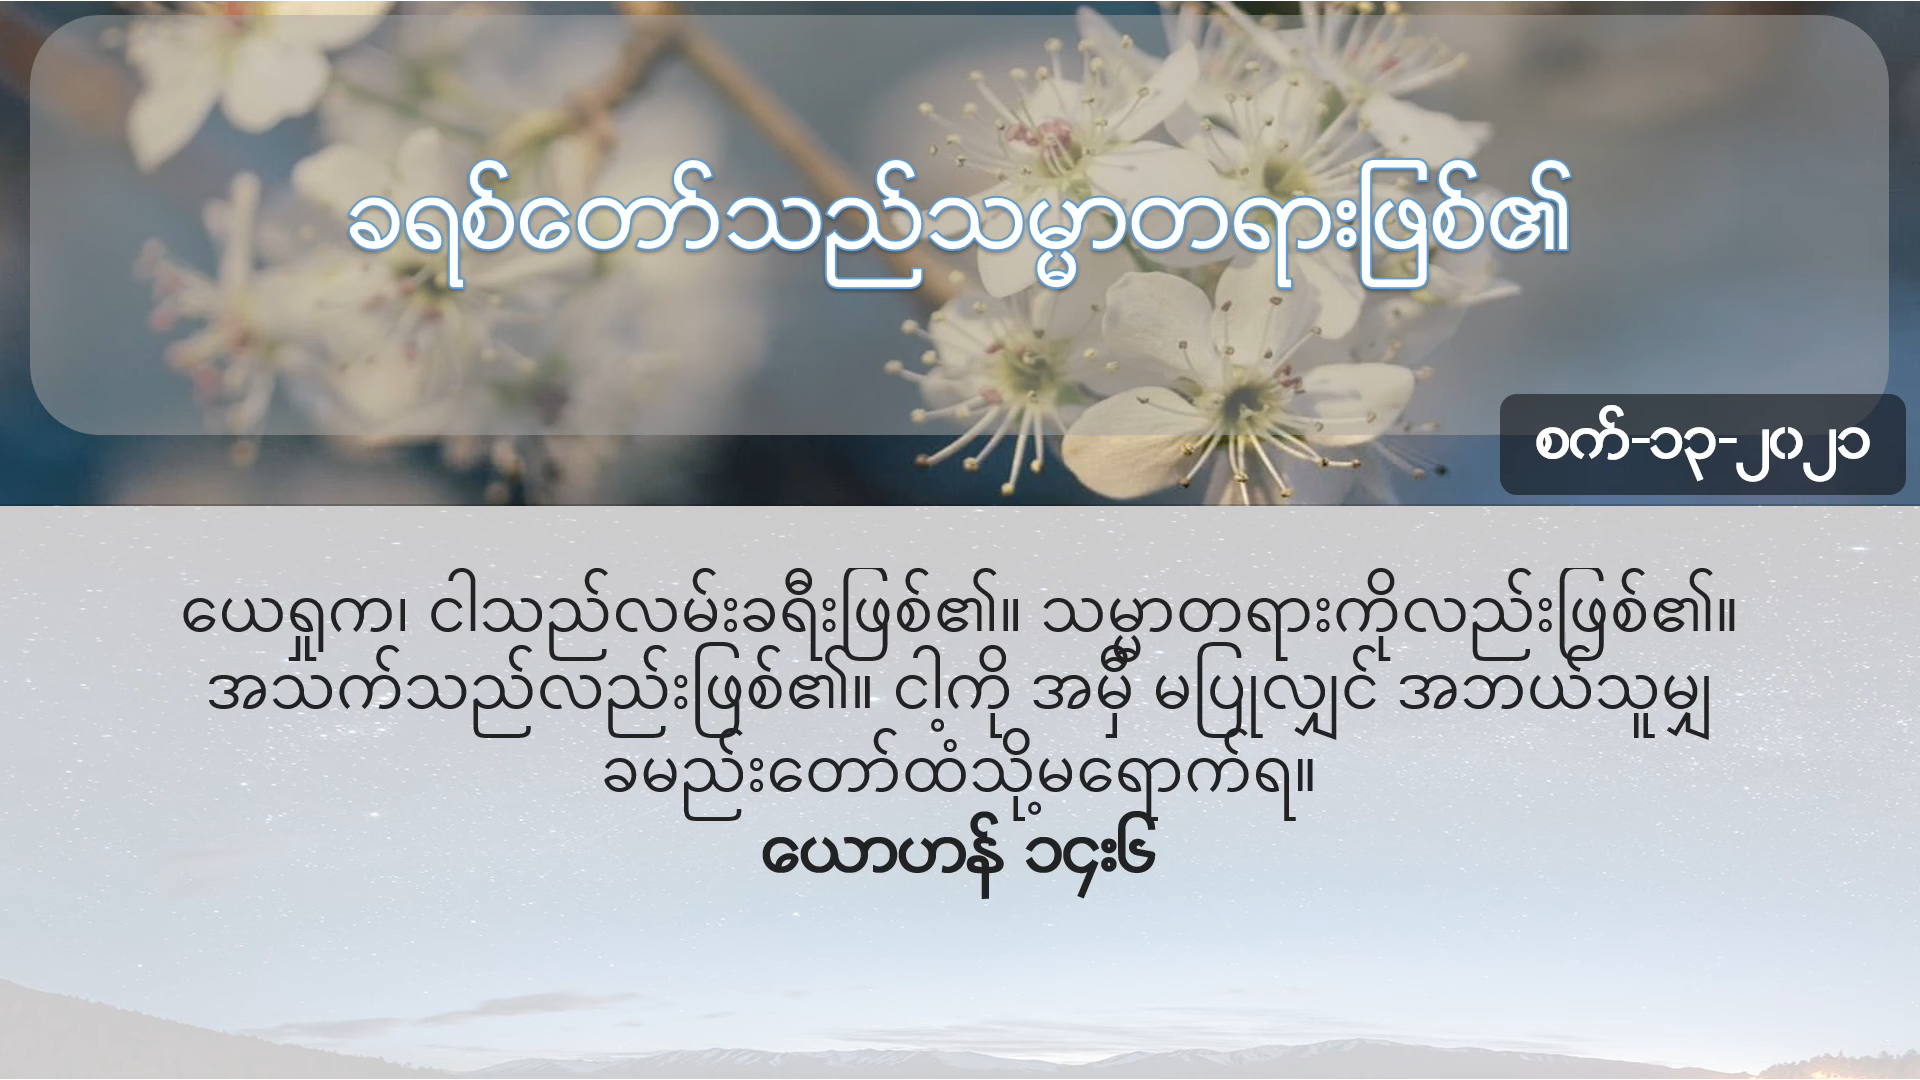 ခရစ်တော်သည်သမ္မာတရားဖြစ်၏
စက်-၁၃-၂၀၂၁
ယေရှုက၊ ငါသည်လမ်းခရီးဖြစ်၏။ သမ္မာတရားကိုလည်းဖြစ်၏။
အသက်သည်လည်းဖြစ်၏။ ငါ့ကို အမှီ မပြုလျှင် အဘယ်သူမျှ
ခမည်းတော်ထံသို့မရောက်ရ။
ယောဟန် ၁၄း၆